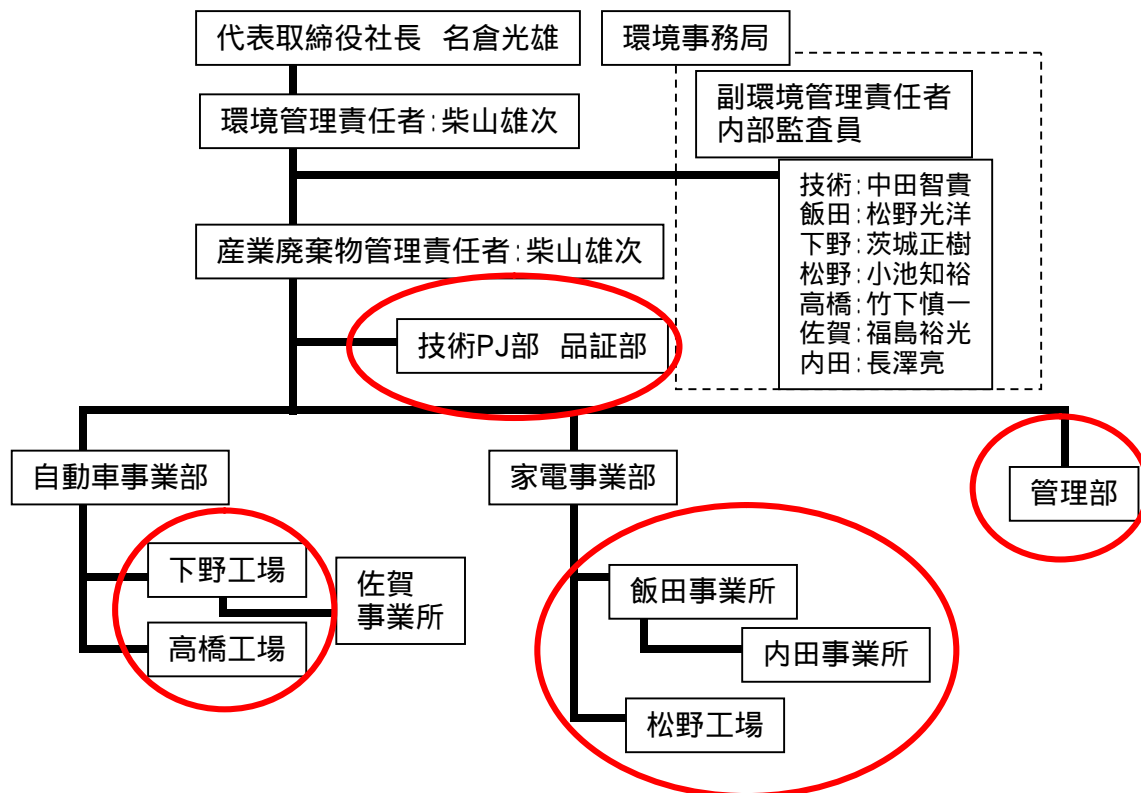 代表取締役社長 名倉光雄
環境事務局
環境管理責任者:柴山雄次
副環境管理責任者
内部監査員
技術:中田智貴
飯田:松野光洋
下野:茨城正樹
松野:小池知裕
高橋:竹下慎一
佐賀:福島裕光
内田:長澤亮
産業廃棄物管理責任者:柴山雄次
技術PJ部 品証部
自動車事業部
家電事業部
管理部
下野工場
佐賀
事業所
高橋工場
飯田事業所
内田事業所
松野工場